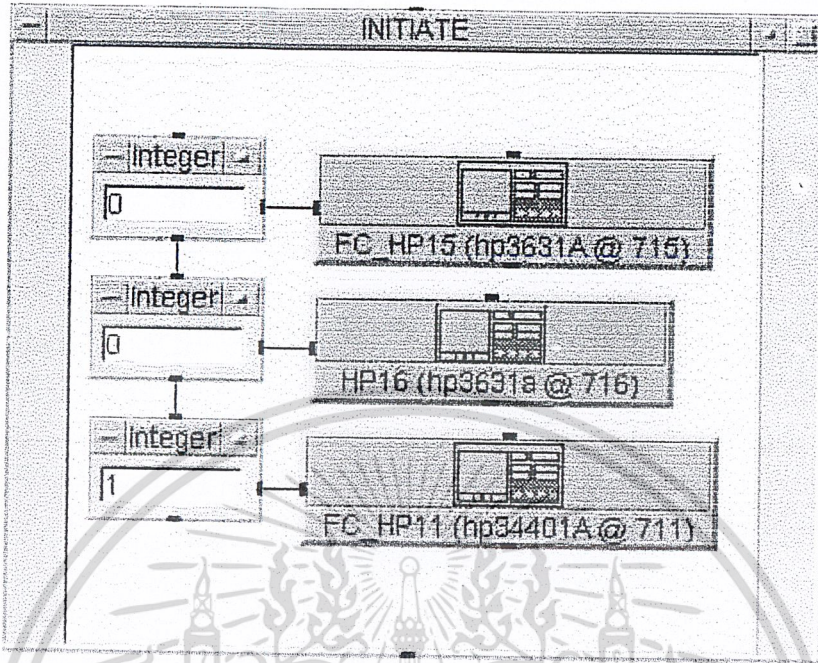 INITIATE
Integer
0
FC_HP15 (hp3631A @ 715)
Integer
0
HP16 (hp3631a @ 716)
Integer
1
FC_HP11 (hp34401A @ 711)